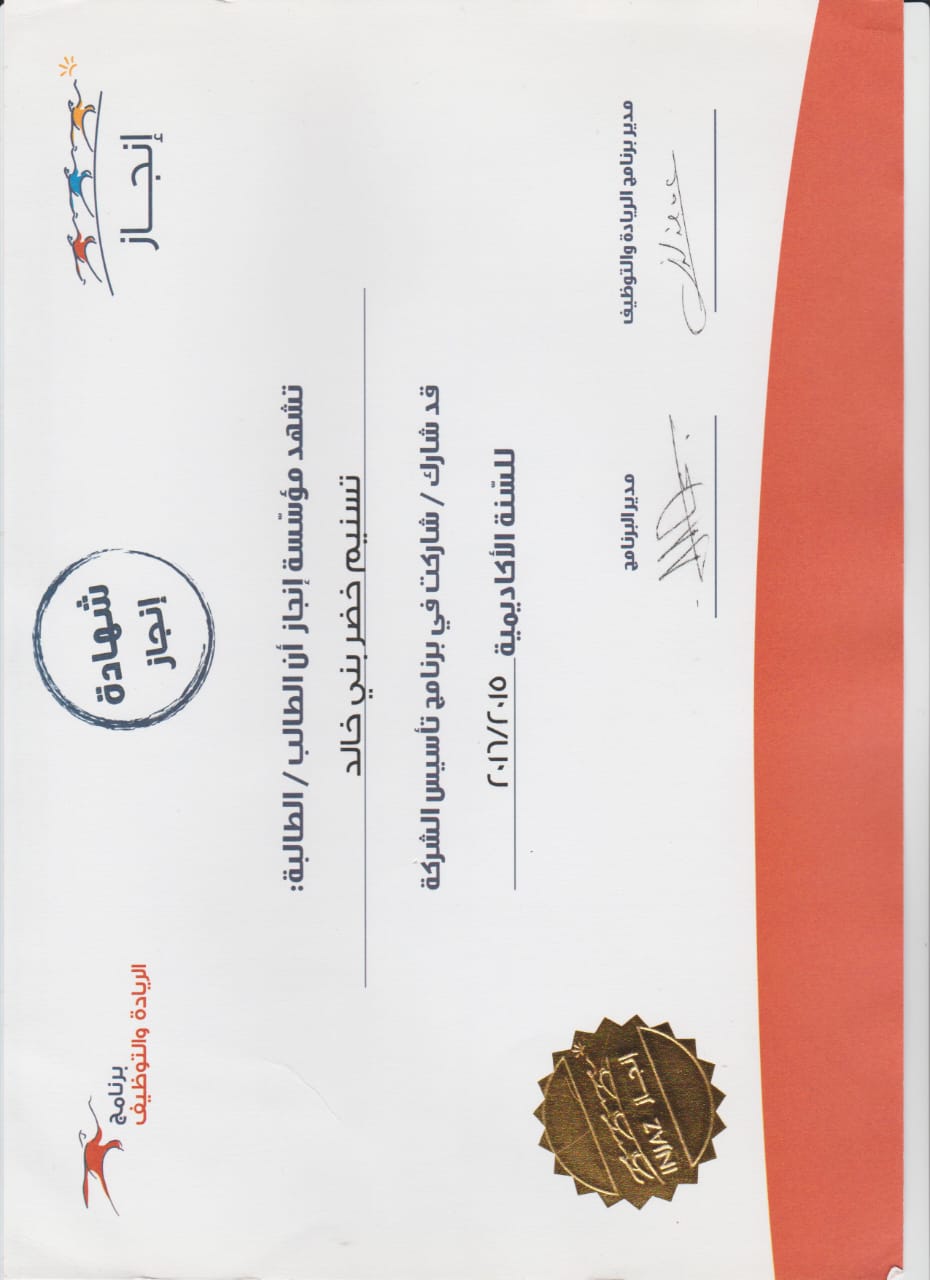 إنجاز
شهادة
إنجاز
برنامج
الريادة والتوظيف
تشهد مؤسّسة إنجاز أن الطالب / الطالبة:
تسنيم خضر بني خالد
قد شارك / شاركت في برنامج تأسيس الشركة
للسّنة الأكاديمية ٢٠١٦/٢٠١٥
مدير برنامج الريادة والتوظيف
مدير البرنامج
إنجاز
INJAZ